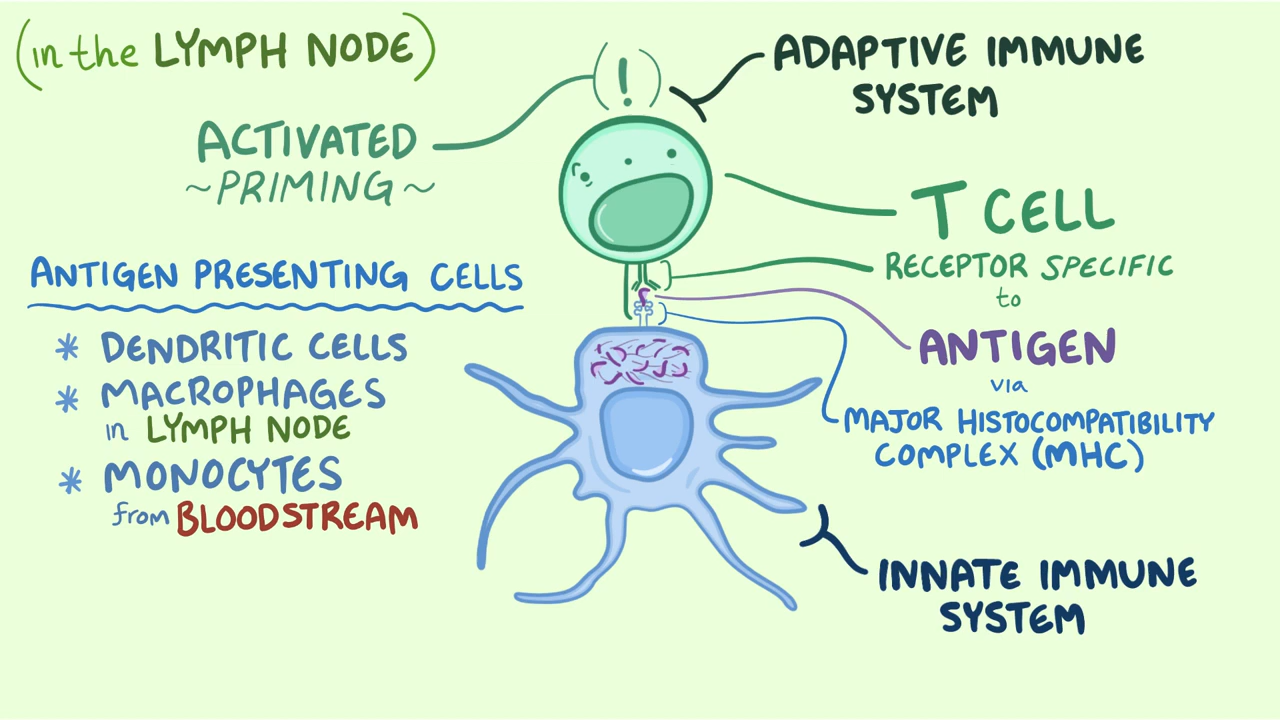 (in the LYMPH NODE)
ACTIVATED
~PRIMING~
!
ADAPTIVE IMMUNE
SYSTEM
T CELL
RECEPTOR SPECIFIC
to
ANTIGEN
via
MAJOR HISTOCOMPATIBILITY
COMPLEX (MHC)
ANTIGEN PRESENTING CELLS
* DENDRITIC CELLS
* MACROPHAGES
in LYMPH NODE
* MONOCYTES
from BLOODSTREAM
INNATE IMMUNE
SYSTEM